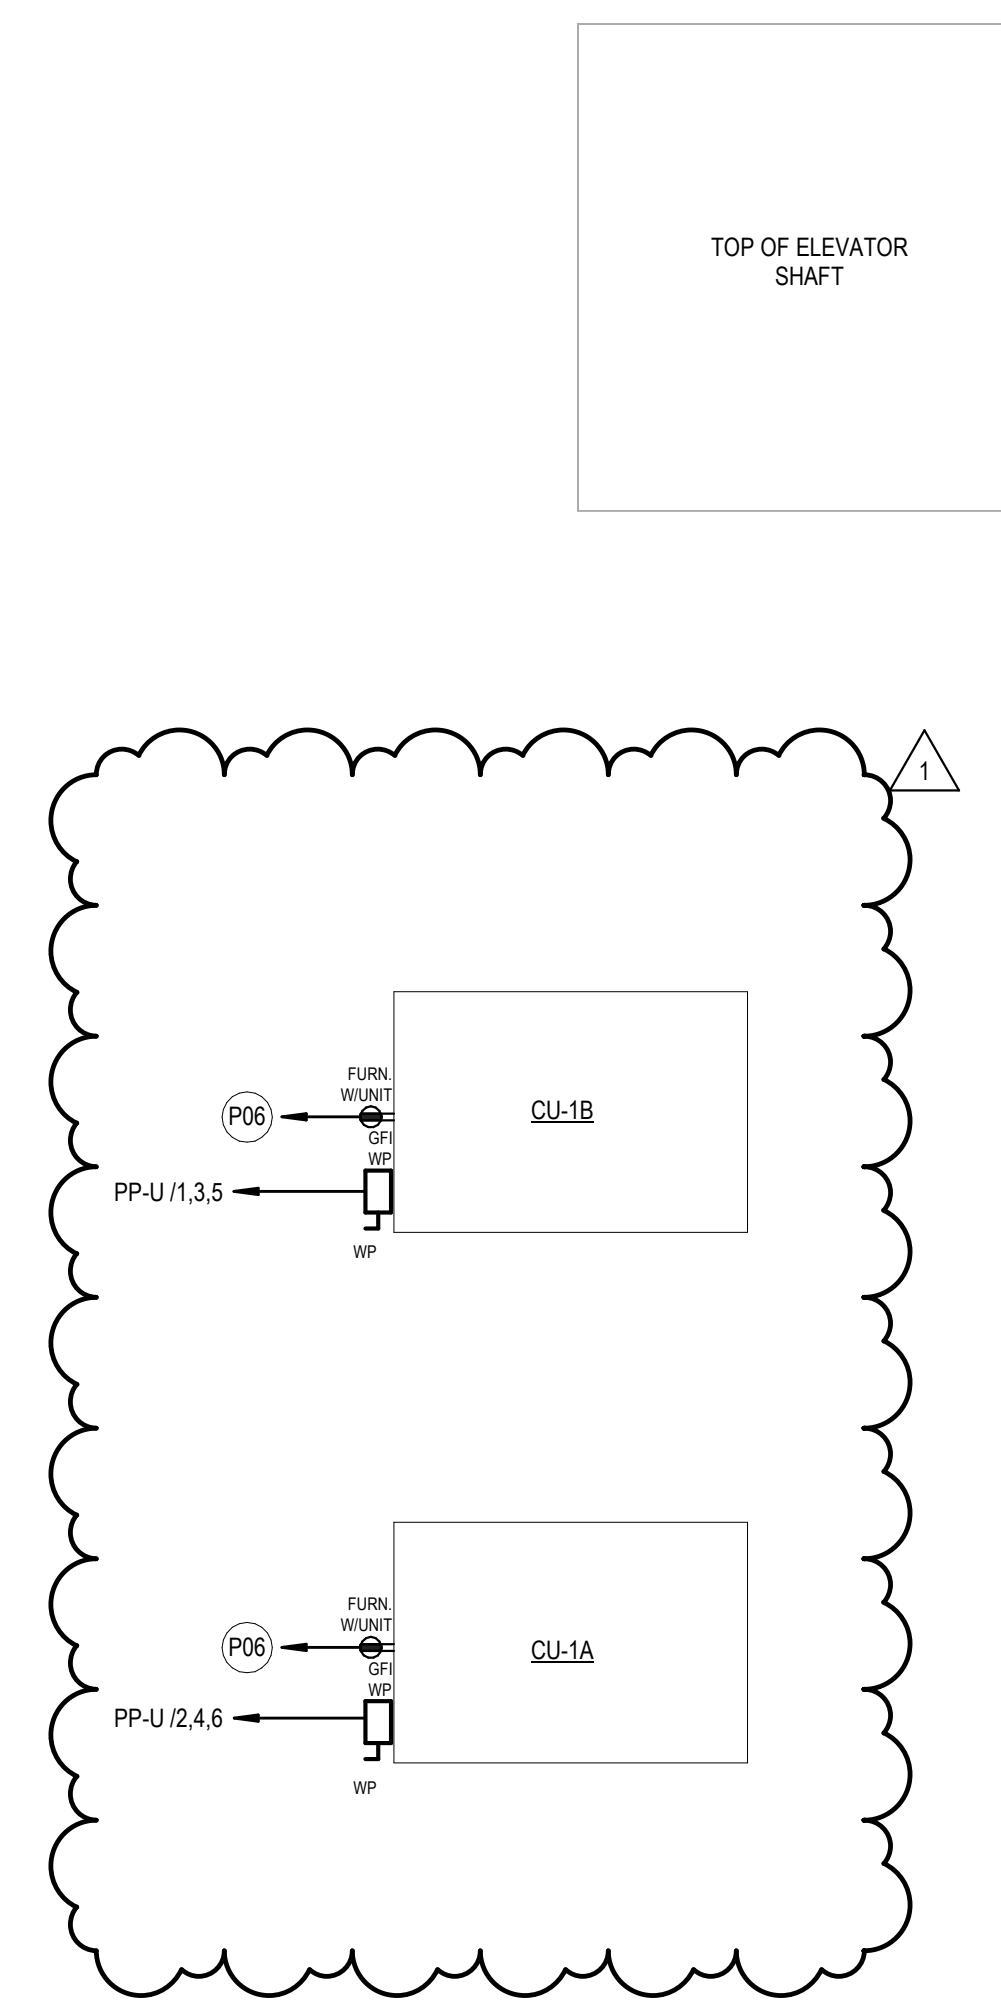 TOP OF ELEVATOR
SHAFT
1
FURN.
W/UNIT
P06
CU-1B
GFI
WP
PP-U /1,3,5
WP
FURN.
W/UNIT
P06
CU-1A
GFI
WP
PP-U /2,4,6
WP